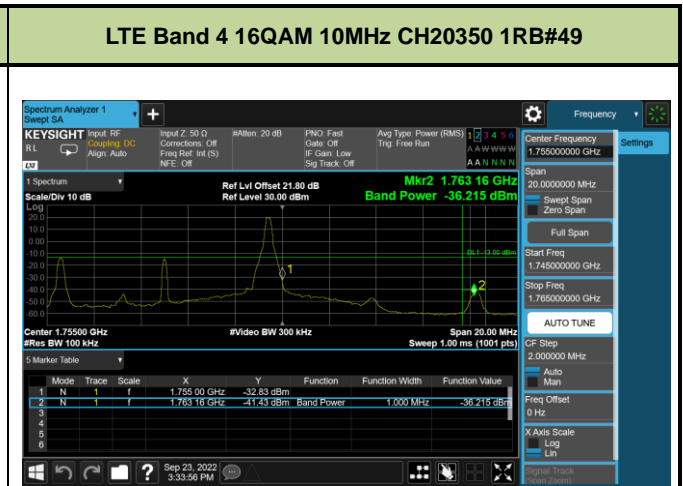 LTE Band 4 16QAM 10MHz CH20350 1RB#49
Spectrum Analyzer 1
Swept SA
Frequency
KEYSIGHT
R L
LXI
Input: RF
Coupling: DC
Align: Auto
Input Z: 50 Ω
Corrections: Off
Freq Ref: Int (S)
NFE: Off
#Atten: 20 dB
PNO: Fast
Gate: Off
IF Gain: Low
Sig Track: Off
Avg Type: Power (RMS)
Trig: Free Run
1 2 3 4 5 6
A A W W W W
A A N N N N
1 Spectrum
Scale/Div 10 dB
Ref Lvl Offset 21.80 dB
Ref Level 30.00 dBm
Mkr2 1.763 16 GHz
Band Power -36.215 dBm
Log
20.0
10.0
0.00
-10.0
-20.0
-30.0
-40.0
-50.0
-60.0
DL1 -13.00 dBm
1
2
Center 1.75500 GHz
#Res BW 100 kHz
#Video BW 300 kHz
Span 20.00 MHz
Sweep 1.00 ms (1001 pts)
5 Marker Table
Mode Trace Scale X Y Function Function Width Function Value
1 N 1 f 1.755 00 GHz -32.83 dBm
2 N 1 f 1.763 16 GHz -41.43 dBm Band Power 1.000 MHz -36.215 dBm
3
4
5
6
Center Frequency
1.755000000 GHz
Settings
Span
20.0000000 MHz
Swept Span
Zero Span
Full Span
Start Freq
1.745000000 GHz
Stop Freq
1.765000000 GHz
AUTO TUNE
CF Step
2.000000 MHz
Auto
Man
Freq Offset
0 Hz
X Axis Scale
Log
Lin
Signal Track
(Span Zoom)
?
Sep 23, 2022
3:33:56 PM